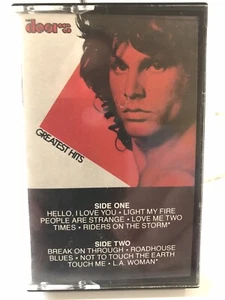 the
DOORS
GREATEST HITS
SIDE ONE
HELLO, I LOVE YOU • LIGHT MY FIRE
PEOPLE ARE STRANGE • LOVE ME TWO
TIMES • RIDERS ON THE STORM*
SIDE TWO
BREAK ON THROUGH • ROADHOUSE
BLUES • NOT TO TOUCH THE EARTH
TOUCH ME • L.A. WOMAN*